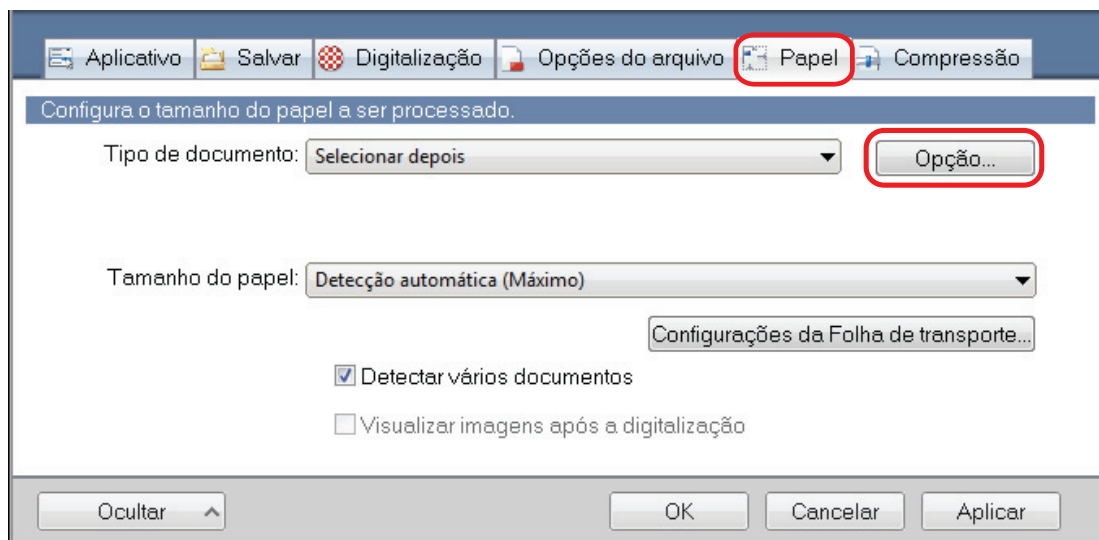 Aplicativo Salvar Digitalização Opções do arquivo Papel Compressão
Configura o tamanho do papel a ser processado.
Tipo de documento: Selecionar depois Opção...
Tamanho do papel: Detecção automática (Máximo)
Configurações da Folha de transporte...
Detectar vários documentos
Visualizar imagens após a digitalização
Ocultar OK Cancelar Aplicar